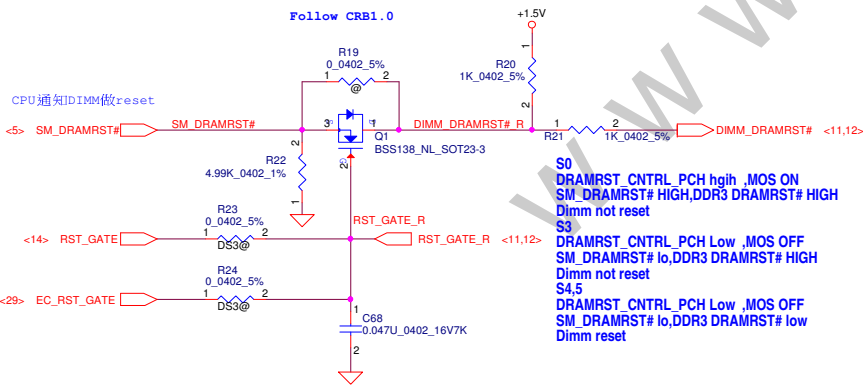 Follow CRB1.0
+1.5V
R19
0_0402_5%
1
2
@
R20
1K_0402_5%
1
2
CPU通知DIMM做reset
<5>
SM_DRAMRST#
SM_DRAMRST#
3
1
DIMM_DRAMRST#_R
Q1
BSS138_NL_SOT23-3
2
1
2
R21
1K_0402_5%
DIMM_DRAMRST#
<11,12>
R22
4.99K_0402_1%
2
1
S0
DRAMRST_CNTRL_PCH hgih ,MOS ON
SM_DRAMRST# HIGH,DDR3 DRAMRST# HIGH
Dimm not reset
S3
DRAMRST_CNTRL_PCH Low ,MOS OFF
SM_DRAMRST# lo,DDR3 DRAMRST# HIGH
Dimm not reset
S4,5
DRAMRST_CNTRL_PCH Low ,MOS OFF
SM_DRAMRST# lo,DDR3 DRAMRST# low
Dimm reset
R23
0_0402_5%
RST_GATE_R
<14>
RST_GATE
1
2
DS3@
RST_GATE_R
<11,12>
R24
0_0402_5%
<29>
EC_RST_GATE
1
2
DS3@
1
C68
0.047U_0402_16V7K
2